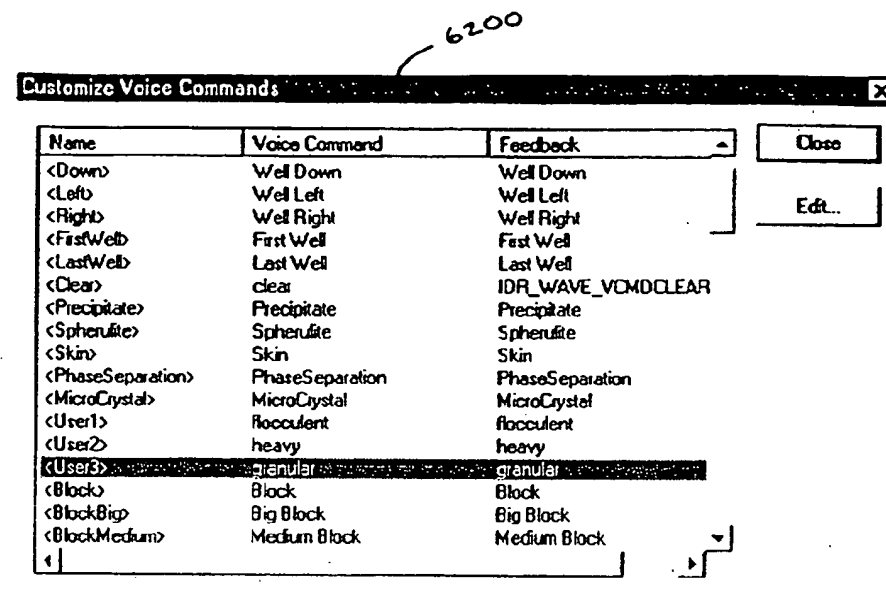 6200
Customize Voice Commands
Name Voice Command Feedback Close
<Down> Well Down Well Down
<Left> Well Left Well Left
<Right> Well Right Well Right Edit...
<FirstWell> First Well First Well
<LastWell> Last Well Last Well
<Clear> clear IDR_WAVE_VCMDCLEAR
<Precipitate> Precipitate Precipitate
<Spherulite> Spherulite Spherulite
<Skin> Skin Skin
<PhaseSeparation> PhaseSeparation PhaseSeparation
<MicroCrystal> MicroCrystal MicroCrystal
<User1> flocculent flocculent
<User2> heavy heavy
<User3> granular granular
<Block> Block Block
<BlockBig> Big Block Big Block
<BlockMedium> Medium Block Medium Block